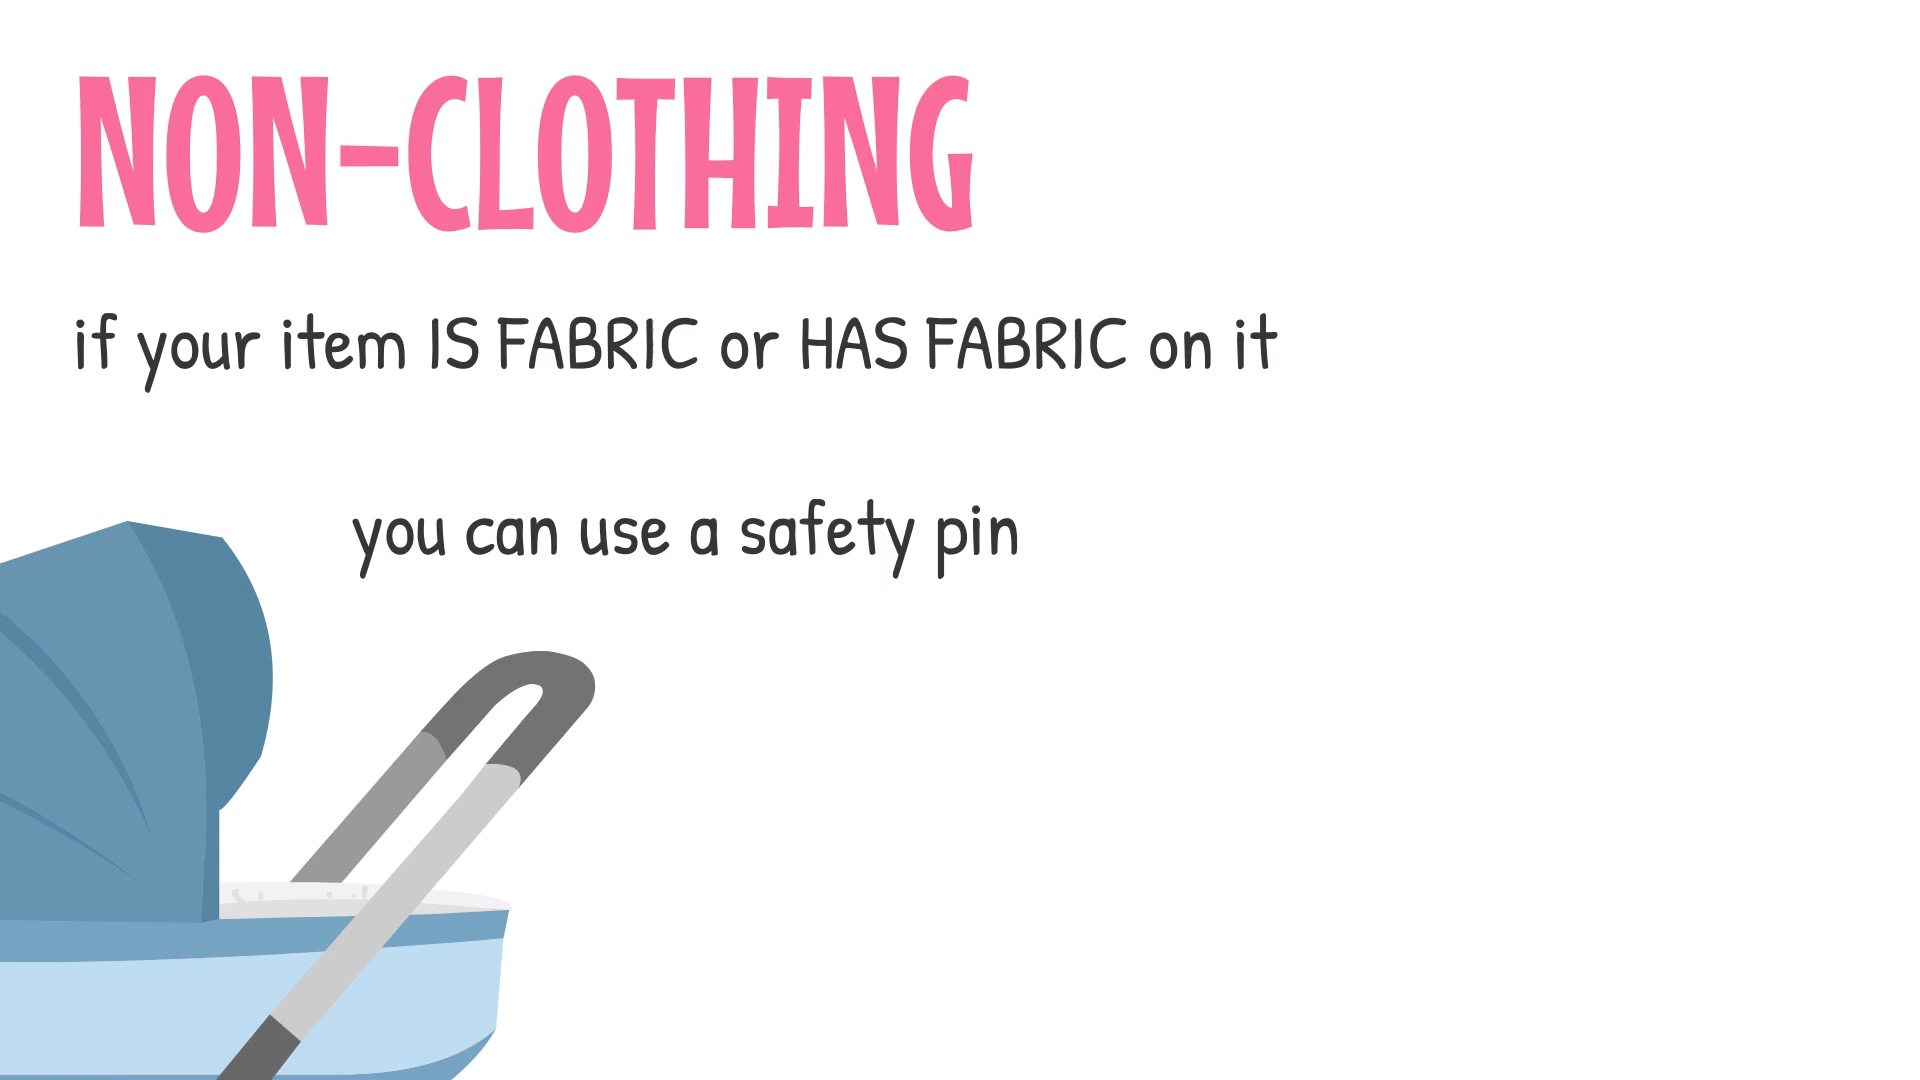 NON-CLOTHING
if your item IS FABRIC or HAS FABRIC on it
you can use a safety pin